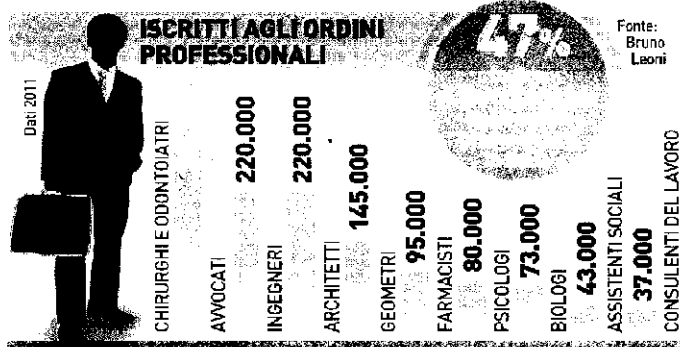 ISCRITTI AGLI ORDINI
PROFESSIONALI
47%
Fonte:
Bruno
Leoni
Dati 2011
CHIRURGHI E ODONTOIATRI
220.000
AVVOCATI
220.000
INGEGNERI
145.000
ARCHITETTI
95.000
GEOMETRI
80.000
FARMACISTI
73.000
PSICOLOGI
43.000
BIOLOGI
37.000
ASSISTENTI SOCIALI
CONSULENTI DEL LAVORO